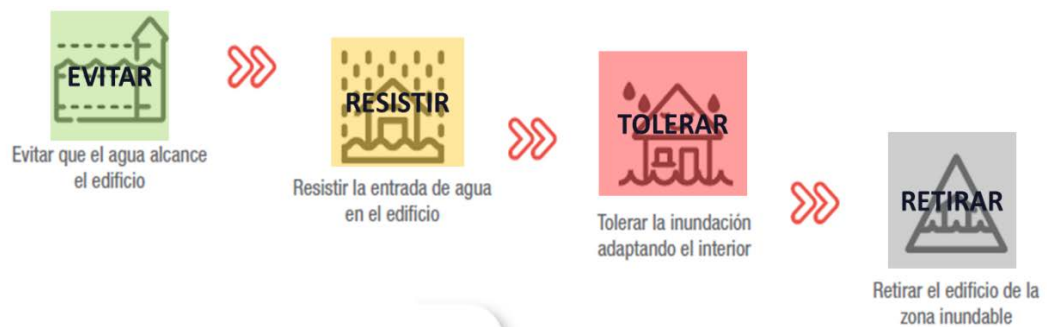 EVITAR
Evitar que el agua alcance
el edificio
RESISTIR
Resistir la entrada de agua
en el edificio
TOLERAR
Tolerar la inundación
adaptando el interior
RETIRAR
Retirar el edificio de la
zona inundable